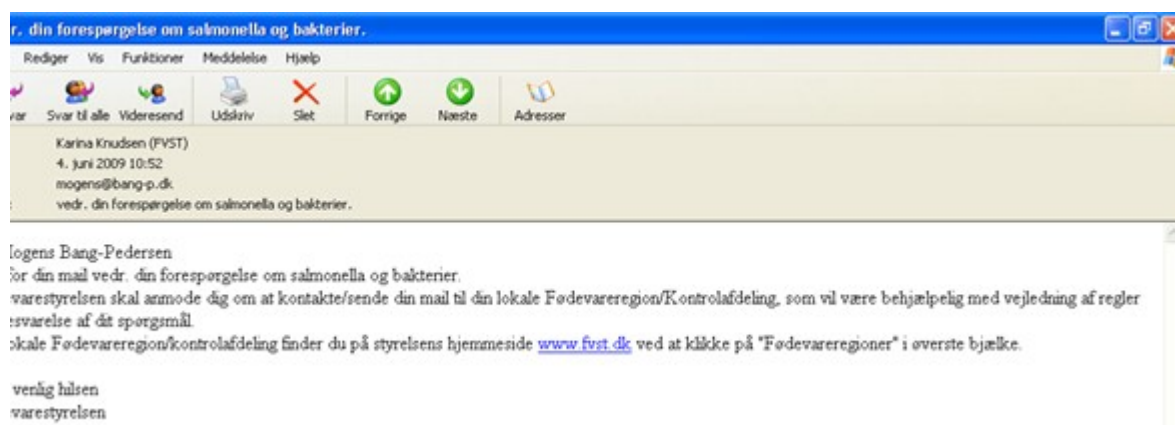 r, din forespørgelse om salmonella og bakterier.
Rediger Vis Funktioner Meddelelse Hjælp
var Svar til alle Videresend Udskriv Slet Forrige Næste Adresser
Karina Knudsen (FVST)
4. juni 2009 10:52
mogens@bang-p.dk
vedr. din forespørgelse om salmonella og bakterier.
logens Bang-Pedersen
for din mail vedr. din forespørgelse om salmonella og bakterier.
varestyrelsen skal anmode dig om at kontakte/sende din mail til din lokale Fødevareregion/Kontrolafdeling, som vil være behjælpelig med vejledning af regler
esvarelse af dit spørgsmål.
okale Fødevareregion/kontrolafdeling finder du på styrelsens hjemmeside www.fvst.dk ved at klikke på "Fødevareregioner" i øverste bjælke.
venlig hilsen
varestyrelsen